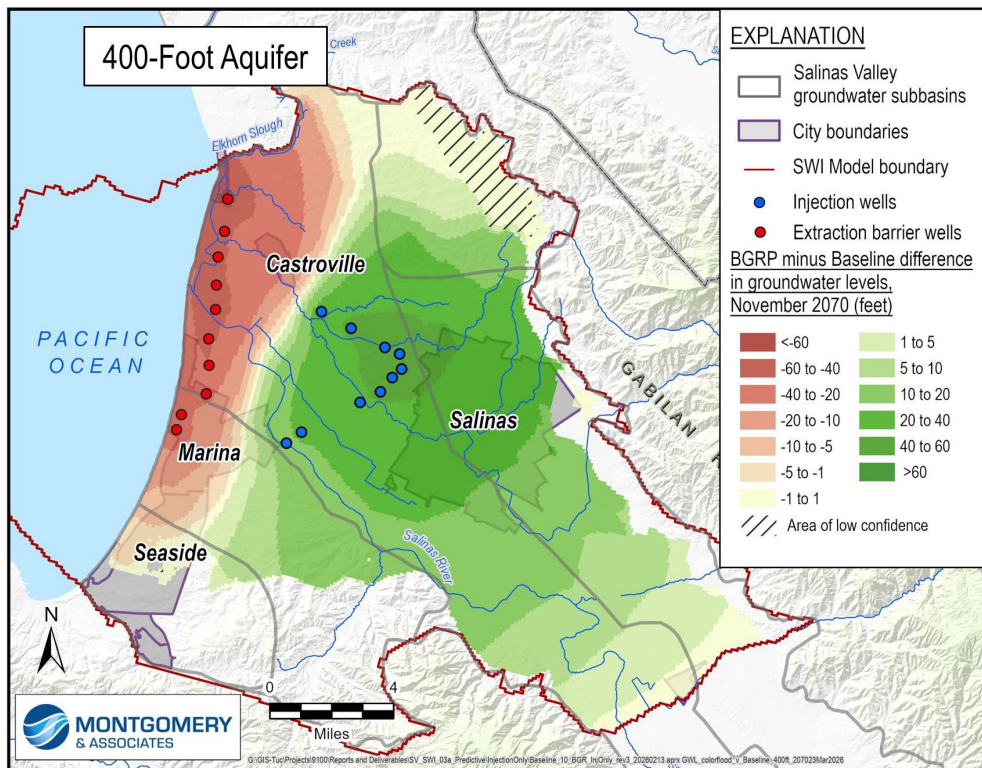 400-Foot Aquifer
Creek
Elkhorn Slough
Castroville
PACIFIC
OCEAN
Salinas
Marina
GABILAN R
Seaside
Salinas
River
N
0 4
Miles
MONTGOMERY
& ASSOCIATES
EXPLANATION
Salinas Valley
groundwater subbasins
City boundaries
SWI Model boundary
Injection wells
Extraction barrier wells
BGRP minus Baseline difference
in groundwater levels,
November 2070 (feet)
<-60
-60 to -40
-40 to -20
-20 to -10
-10 to -5
-5 to -1
-1 to 1
1 to 5
5 to 10
10 to 20
20 to 40
40 to 60
>60
Area of low confidence